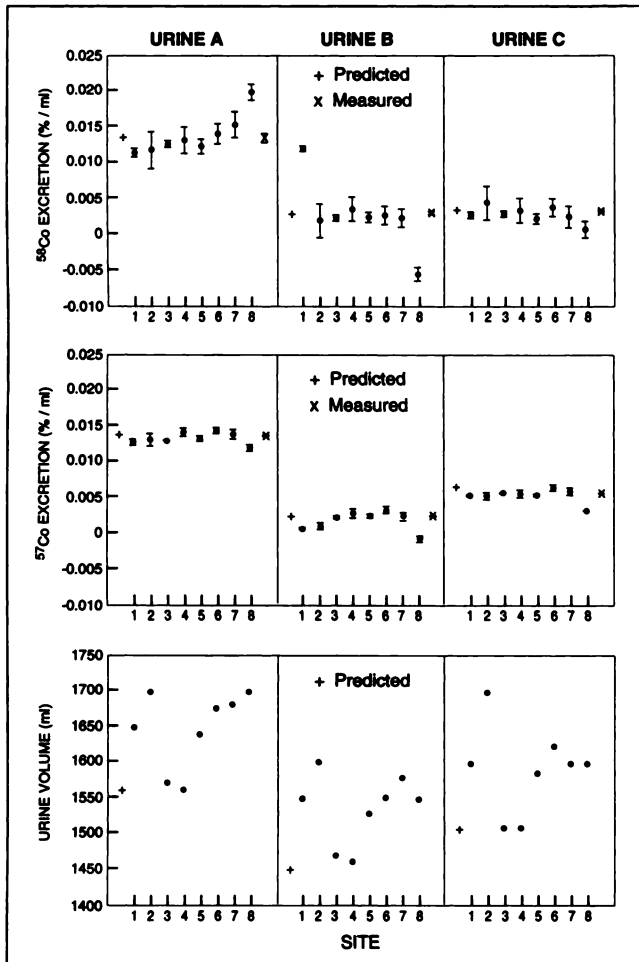 URINE A URINE B URINE C
+ Predicted
x Measured
58Co EXCRETION (% / ml)
0.025
0.020
0.015
0.010
0.005
0
-0.005
-0.010
1 2 3 4 5 6 7 8 1 2 3 4 5 6 7 8 1 2 3 4 5 6 7 8
+ Predicted
x Measured
57Co EXCRETION (% / ml)
0.025
0.020
0.015
0.010
0.005
0
-0.005
-0.010
1 2 3 4 5 6 7 8 1 2 3 4 5 6 7 8 1 2 3 4 5 6 7 8
+ Predicted
URINE VOLUME (ml)
1750
1700
1650
1600
1550
1500
1450
1400
1 2 3 4 5 6 7 8 1 2 3 4 5 6 7 8 1 2 3 4 5 6 7 8
SITE